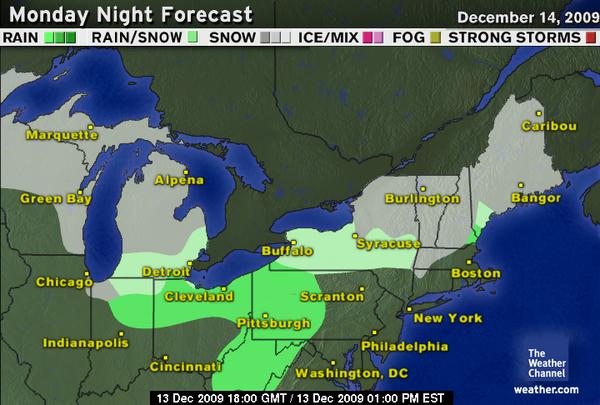 Monday Night Forecast December 14, 2009
RAIN RAIN/SNOW SNOW ICE/MIX FOG STRONG STORMS
Marquette
Caribou
Alpena
Green Bay
Burlington
Bangor
Buffalo
Syracuse
Detroit
Boston
Chicago
Cleveland
Scranton
Pittsburgh
New York
Indianapolis
Philadelphia
Cincinnati
Washington, DC
The
Weather
Channel
weather.com
13 Dec 2009 18:00 GMT / 13 Dec 2009 01:00 PM EST